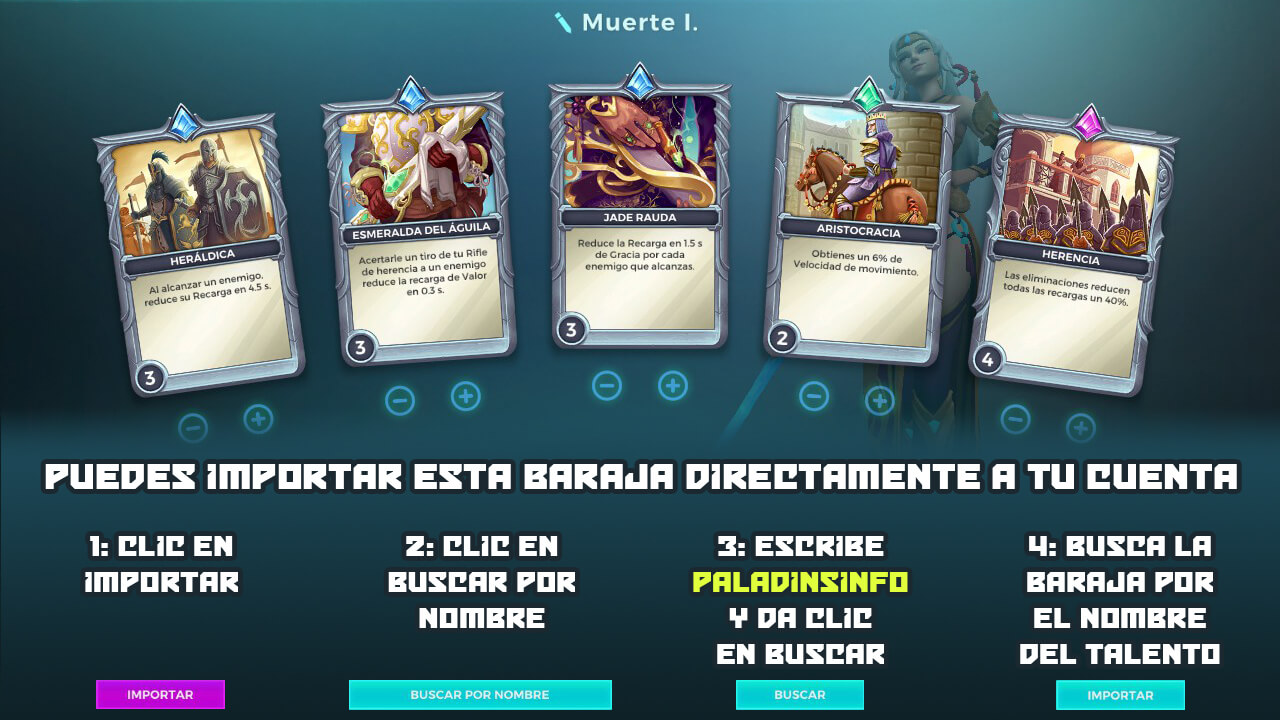 Muerte I.
HERÁLDICA
Al alcanzar un enemigo,
reduce su Recarga en 4.5 s.
3
ESMERALDA DEL ÁGUILA
Acertarle un tiro de tu Rifle
de herencia a un enemigo
reduce la recarga de Valor
en 0.3 s.
3
JADE RAUDA
Reduce la Recarga en 1.5 s
de Gracia por cada
enemigo que alcanzas.
3
ARISTOCRACIA
Obtienes un 6% de
Velocidad de movimiento.
2
HERENCIA
Las eliminaciones reducen
todas las recargas un 40%.
4
PUEDES IMPORTAR ESTA BARAJA DIRECTAMENTE A TU CUENTA
1: CLIC EN
IMPORTAR
IMPORTAR
2: CLIC EN
BUSCAR POR
NOMBRE
BUSCAR POR NOMBRE
3: ESCRIBE
PALADINSINFO
Y DA CLIC
EN BUSCAR
BUSCAR
4: BUSCA LA
BARAJA POR
EL NOMBRE
DEL TALENTO
IMPORTAR